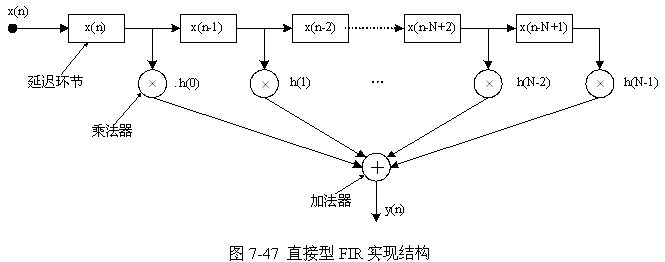 x(n)
x(n) x(n-1) x(n-2) x(n-N+2) x(n-N+1)
延迟环节
× .h(0) × h(1) ... × h(N-2) × h(N-1)
乘法器
+
加法器
y(n)
图 7-47 直接型 FIR 实现结构